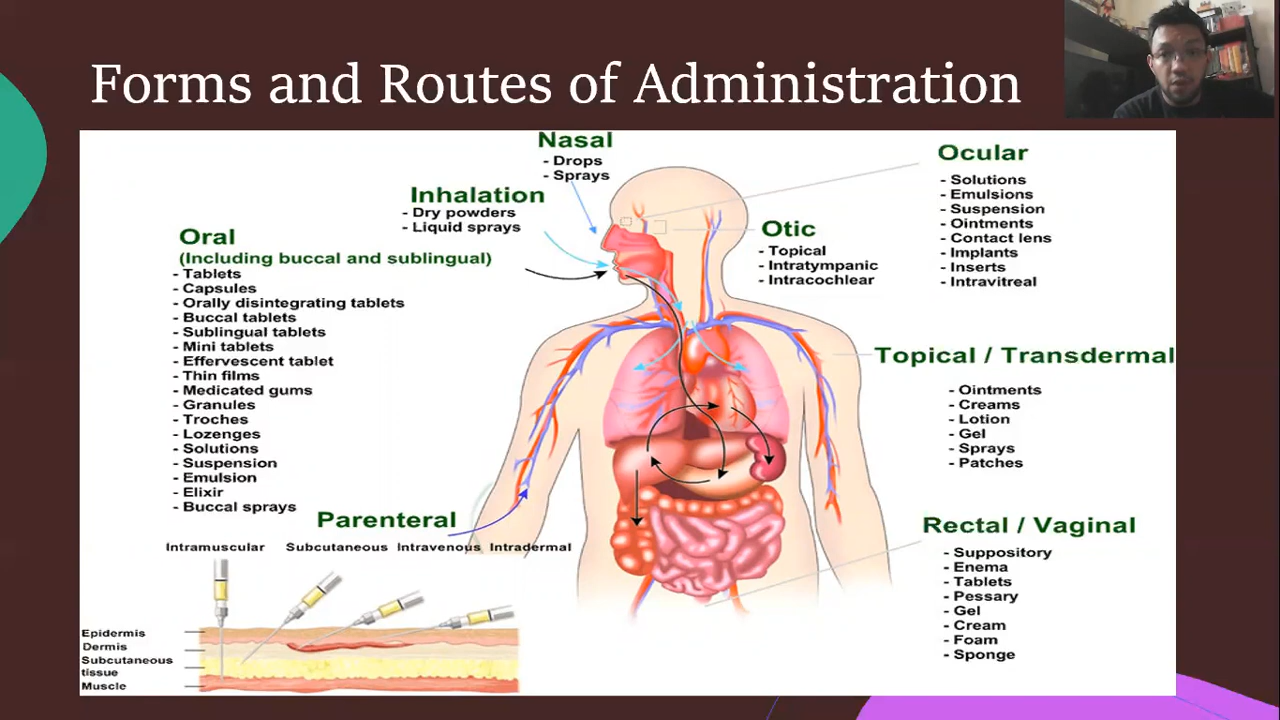 Forms and Routes of Administration
Nasal
- Drops
- Sprays
Inhalation
- Dry powders
- Liquid sprays
Oral
(Including buccal and sublingual)
- Tablets
- Capsules
- Orally disintegrating tablets
- Buccal tablets
- Sublingual tablets
- Mini tablets
- Effervescent tablet
- Thin films
- Medicated gums
- Granules
- Troches
- Lozenges
- Solutions
- Suspension
- Emulsion
- Elixir
- Buccal sprays
Parenteral
Intramuscular Subcutaneous Intravenous Intradermal
Epidermis
Dermis
Subcutaneous
tissue
Muscle
Ocular
- Solutions
- Emulsions
- Suspension
- Ointments
- Contact lens
- Implants
- Inserts
- Intravitreal
Otic
- Topical
- Intratympanic
- Intracochlear
Topical / Transdermal
- Ointments
- Creams
- Lotion
- Gel
- Sprays
- Patches
Rectal / Vaginal
- Suppository
- Enema
- Tablets
- Pessary
- Gel
- Cream
- Foam
- Sponge